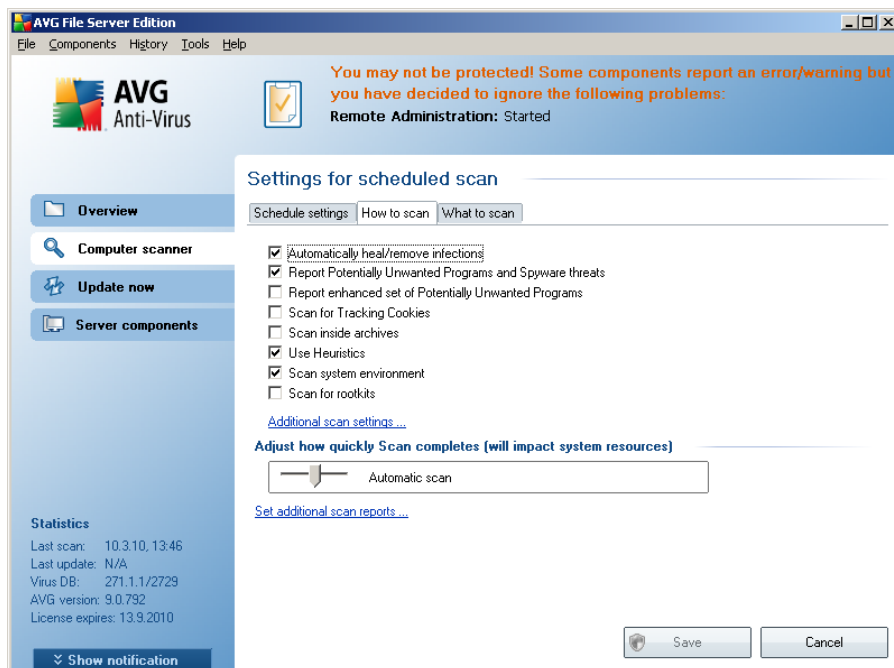 AVG File Server Edition
File Components History Tools Help
AVG
Anti-Virus
You may not be protected! Some components report an error/warning but
you have decided to ignore the following problems:
Remote Administration: Started
Overview
Computer scanner
Update now
Server components
Settings for scheduled scan
Schedule settings How to scan What to scan
Automatically heal/remove infections
Report Potentially Unwanted Programs and Spyware threats
Report enhanced set of Potentially Unwanted Programs
Scan for Tracking Cookies
Scan inside archives
Use Heuristics
Scan system environment
Scan for rootkits
Additional scan settings ...
Adjust how quickly Scan completes (will impact system resources)
Automatic scan
Set additional scan reports ...
Statistics
Last scan: 10.3.10, 13:46
Last update: N/A
Virus DB: 271.1.1/2729
AVG version: 9.0.792
License expires: 13.9.2010
Show notification
Save Cancel